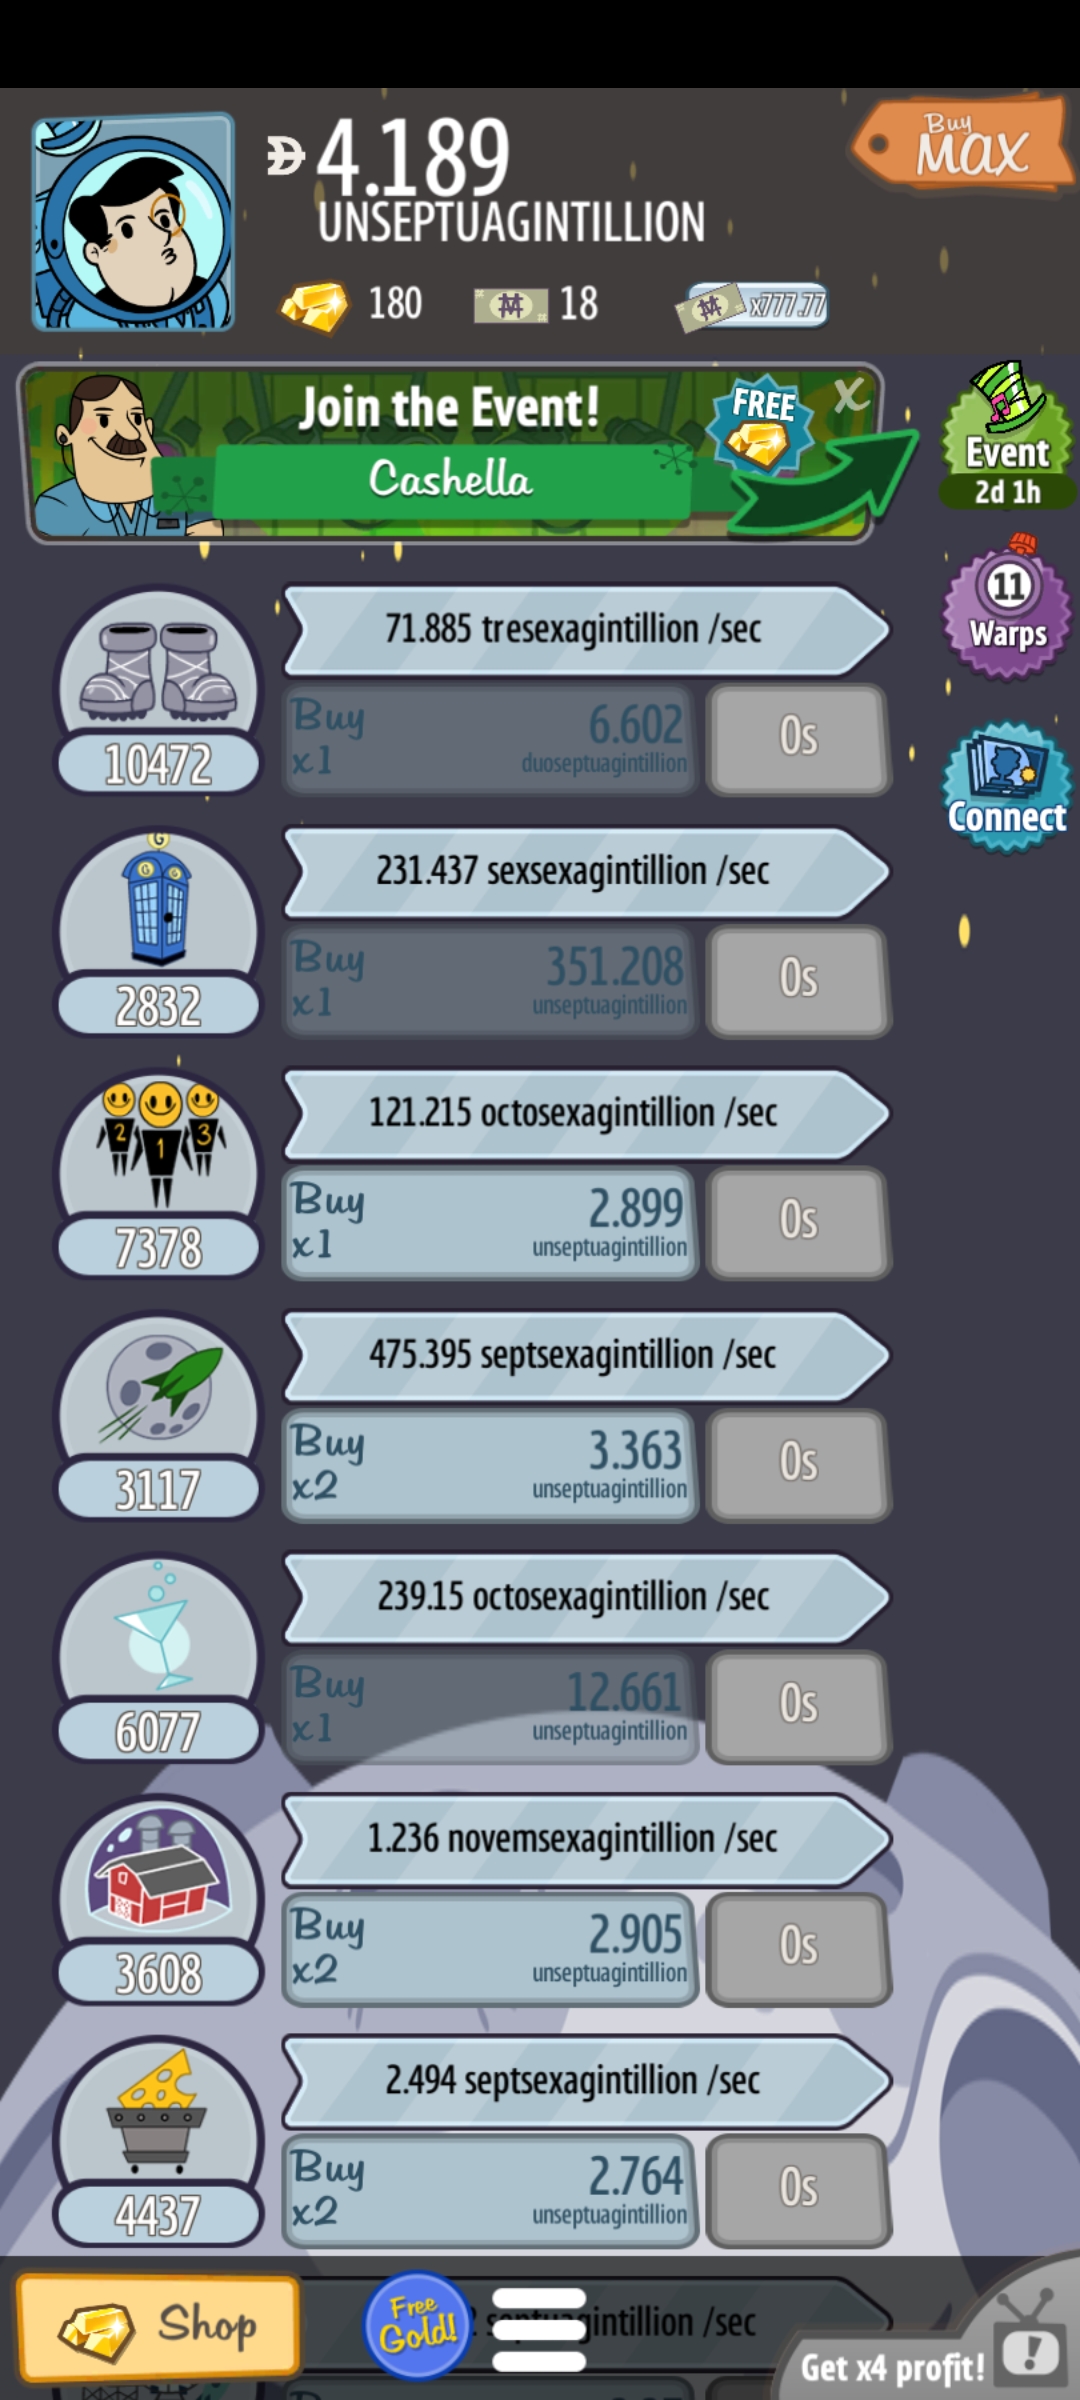 4.189
UNSEPTUAGINTILLION
Buy
MAX
180
18
x777.77
Join the Event!
FREE
X
Cashella
Event
2d 1h
11
Warps
Connect
71.885 tresexagintillion /sec
Buy
x1
6.602
duoseptuagintillion
0s
10472
231.437 sexsexagintillion /sec
Buy
x1
351.208
unseptuagintillion
0s
G
G
G
2832
121.215 octosexagintillion /sec
Buy
x1
2.899
unseptuagintillion
0s
2
1
3
7378
475.395 septsexagintillion /sec
Buy
x2
3.363
unseptuagintillion
0s
3117
239.15 octosexagintillion /sec
Buy
x1
12.661
unseptuagintillion
0s
6077
1.236 novemsexagintillion /sec
Buy
x2
2.905
unseptuagintillion
0s
3608
2.494 septsexagintillion /sec
Buy
x2
2.764
unseptuagintillion
0s
4437
Shop
Free
Gold!
/sec
Get x4 profit!
!